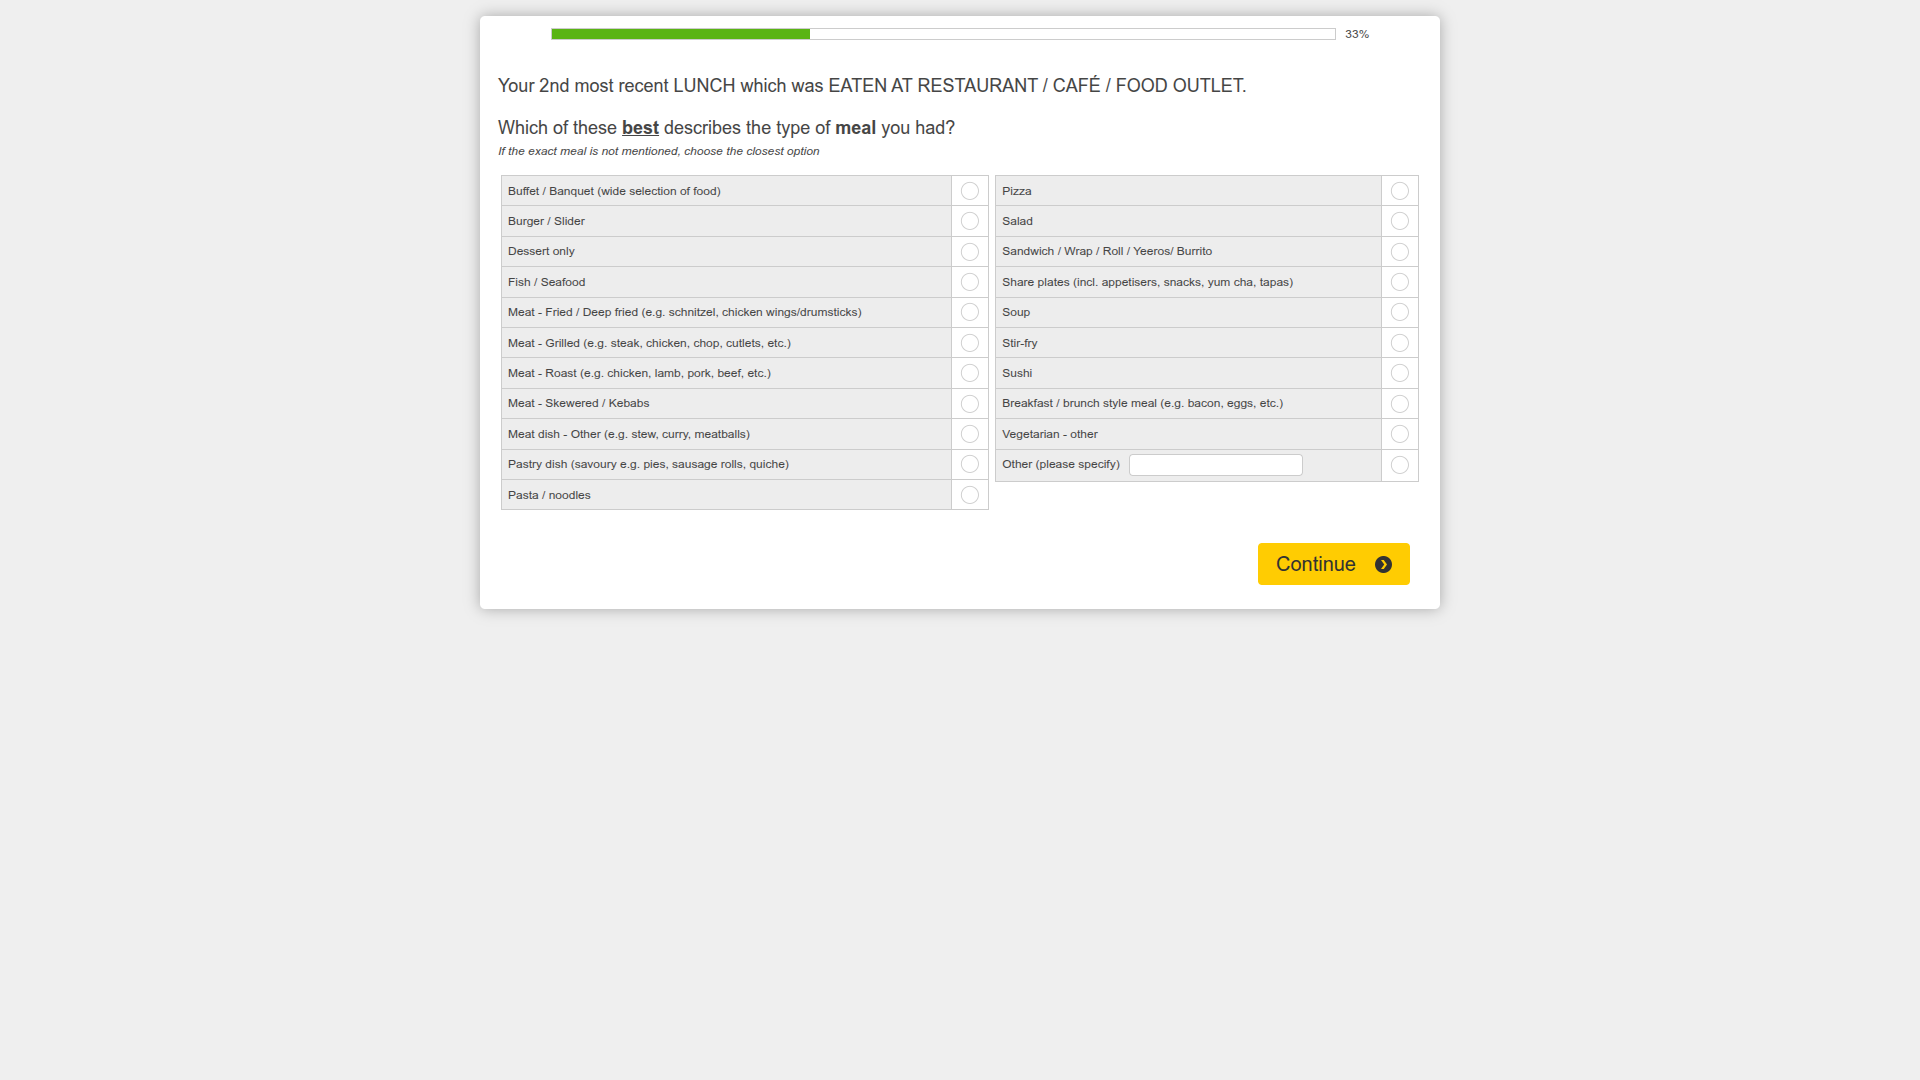 33%
Your 2nd most recent LUNCH which was EATEN AT RESTAURANT / CAFÉ / FOOD OUTLET.
Which of these best describes the type of meal you had?
If the exact meal is not mentioned, choose the closest option
Buffet / Banquet (wide selection of food)
Burger / Slider
Dessert only
Fish / Seafood
Meat - Fried / Deep fried (e.g. schnitzel, chicken wings/drumsticks)
Meat - Grilled (e.g. steak, chicken, chop, cutlets, etc.)
Meat - Roast (e.g. chicken, lamb, pork, beef, etc.)
Meat - Skewered / Kebabs
Meat dish - Other (e.g. stew, curry, meatballs)
Pastry dish (savoury e.g. pies, sausage rolls, quiche)
Pasta / noodles
Pizza
Salad
Sandwich / Wrap / Roll / Yeeros/ Burrito
Share plates (incl. appetisers, snacks, yum cha, tapas)
Soup
Stir-fry
Sushi
Breakfast / brunch style meal (e.g. bacon, eggs, etc.)
Vegetarian - other
Other (please specify)
Continue